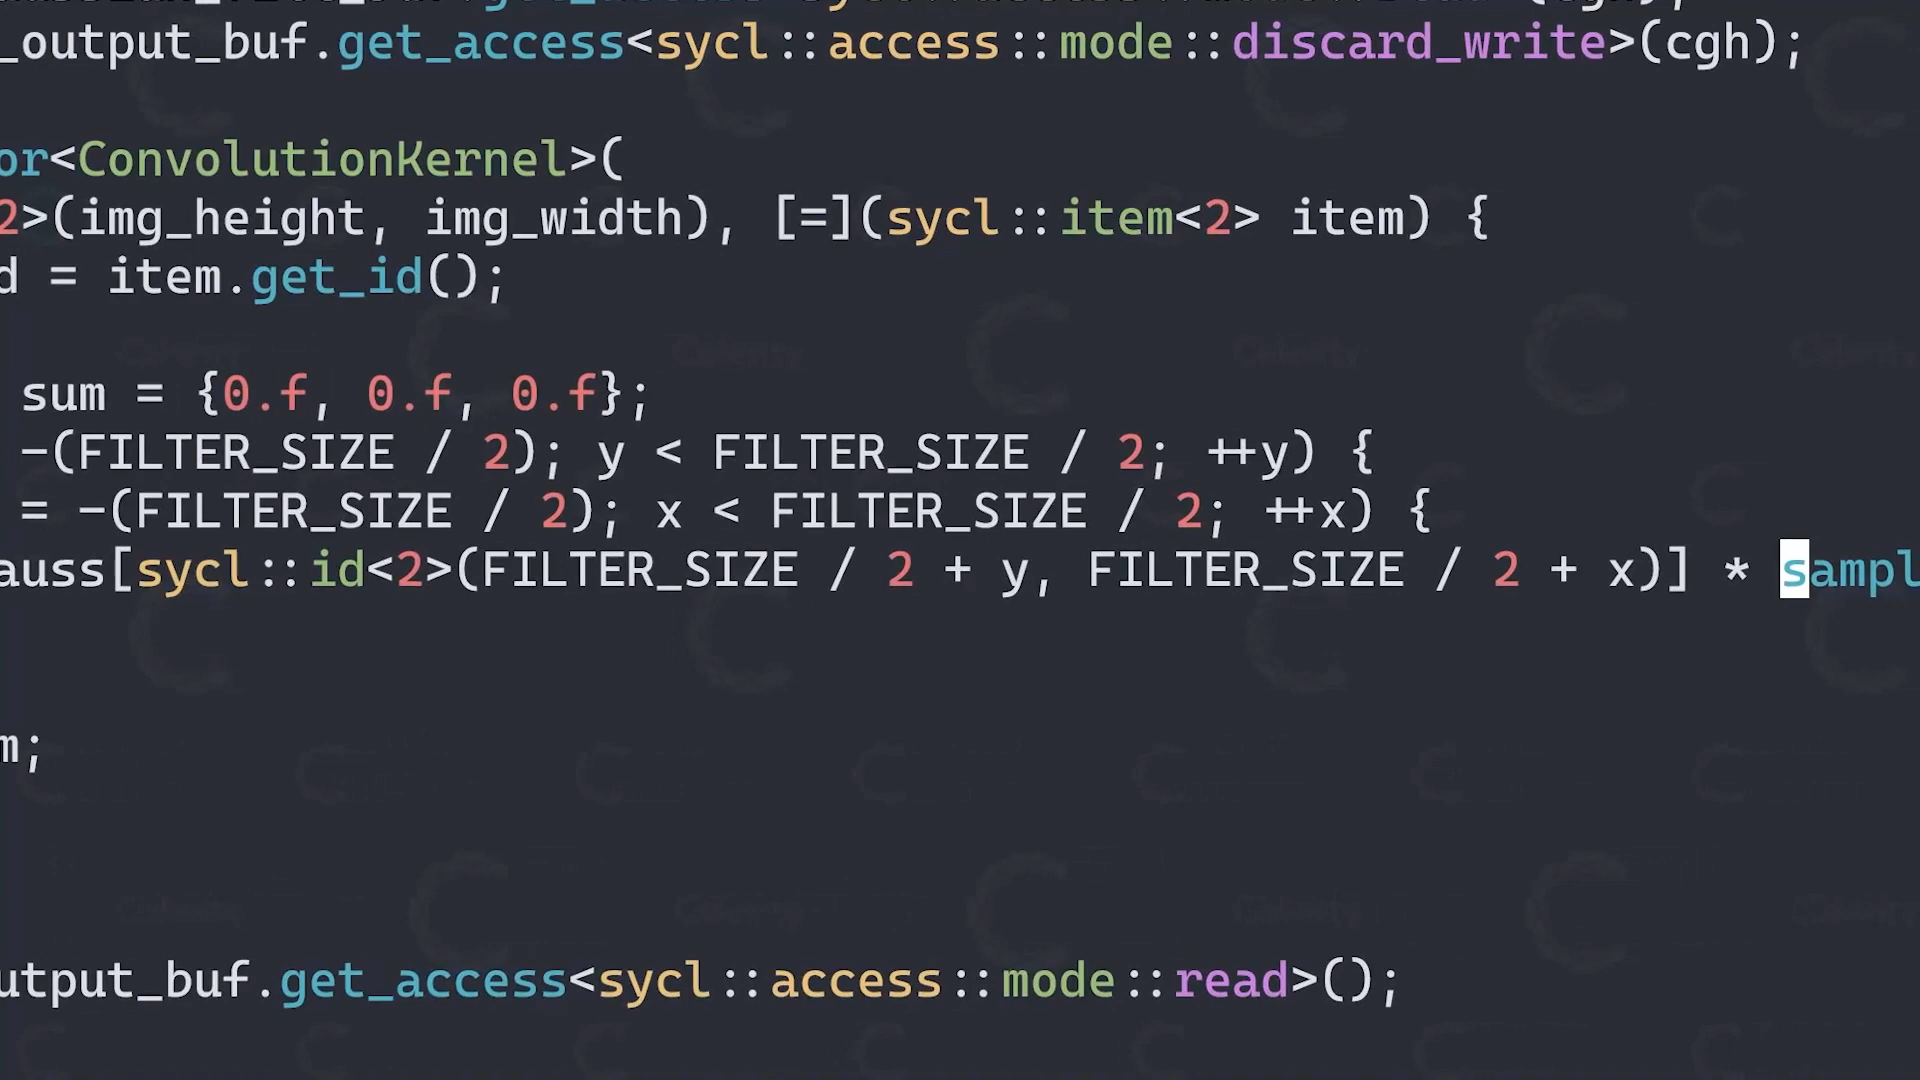 _output_buf.get_access<sycl::access::mode::discard_write>(cgh);
or<ConvolutionKernel>(
2>(img_height, img_width), [=](sycl::item<2> item) {
d = item.get_id();
sum = {0.f, 0.f, 0.f};
-(FILTER_SIZE / 2); y < FILTER_SIZE / 2; ++y) {
= -(FILTER_SIZE / 2); x < FILTER_SIZE / 2; ++x) {
auss[sycl::id<2>(FILTER_SIZE / 2 + y, FILTER_SIZE / 2 + x)] * sampl
m;
utput_buf.get_access<sycl::access::mode::read>();